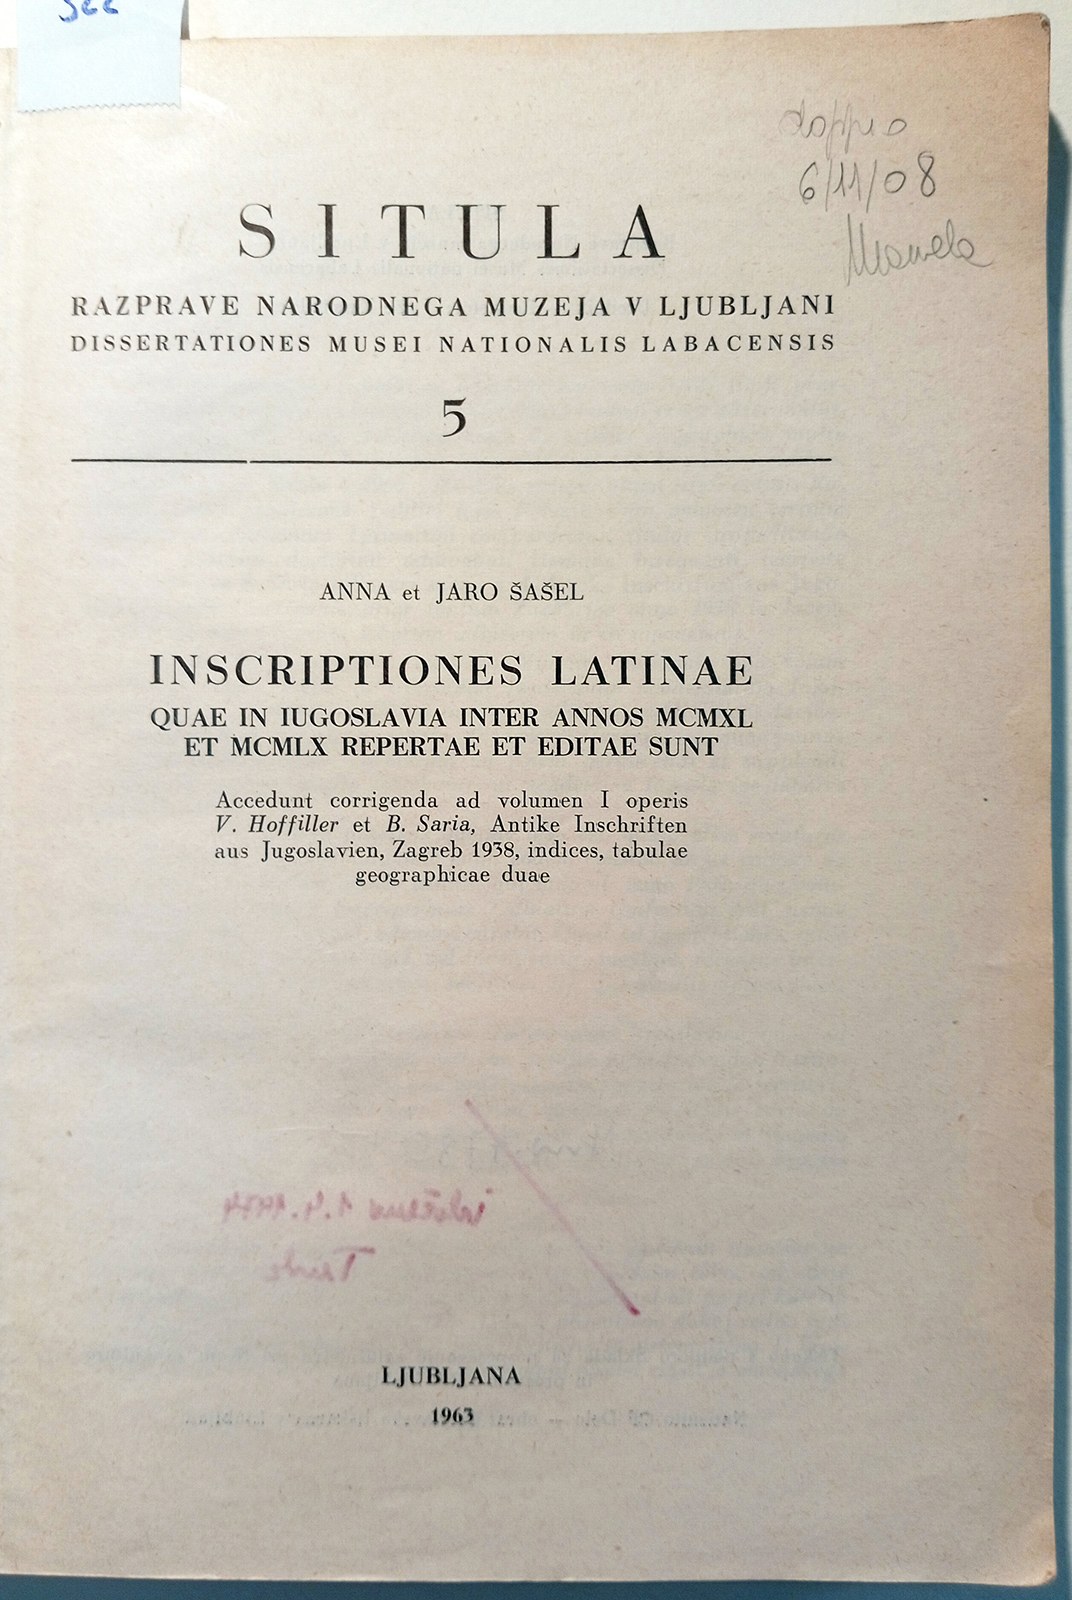 S22
doppio
6/11/08
SITULA
RAZPRAVE NARODNEGA MUZEJA V LJUBLJANI
DISSERTATIONES MUSEI NATIONALIS LABACENSIS
5
ANNA et JARO ŠAŠEL
INSCRIPTIONES LATINAE
QUAE IN IUGOSLAVIA INTER ANNOS MCMXL
ET MCMLX REPERTAE ET EDITAE SUNT
Accedunt corrigenda ad volumen I operis
V. Hoffiller et B. Saria, Antike Inschriften
aus Jugoslavien, Zagreb 1938, indices, tabulae
geographicae duae
LJUBLJANA
1963